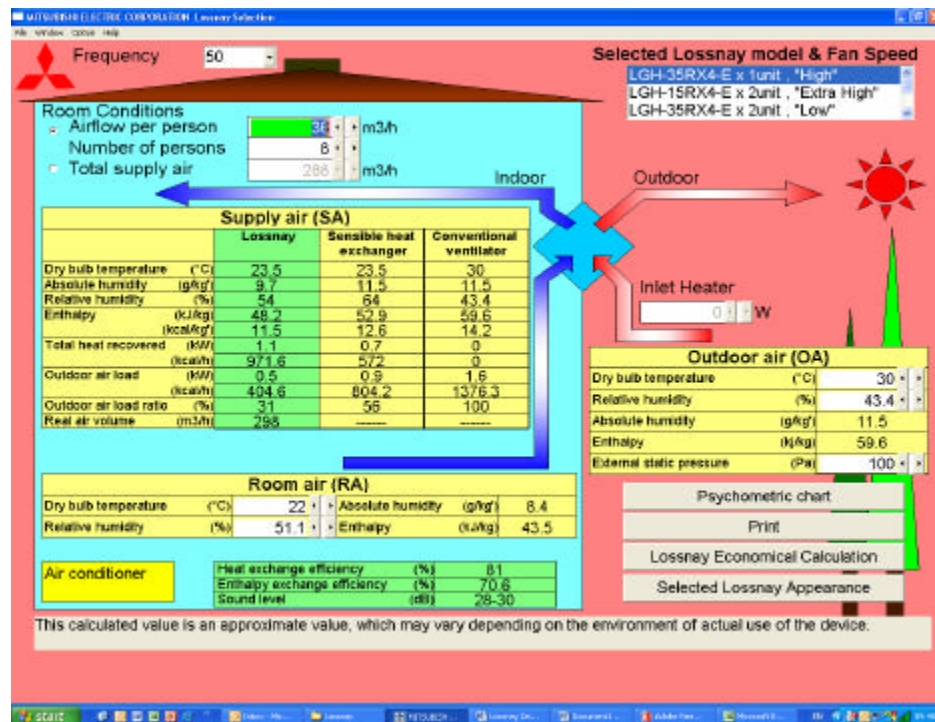 MITSUBISHI ELECTRIC CORPORATION Lossnay Selection
File Window Option Help
Frequency 50
Selected Lossnay model & Fan Speed
LGH-35RX4-E x 1unit , "High"
LGH-15RX4-E x 2unit , "Extra High"
LGH-35RX4-E x 2unit , "Low"
Room Conditions
Airflow per person 36 m3/h
Number of persons 8
Total supply air 288 m3/h
Indoor
Outdoor
Supply air (SA)
Lossnay Sensible heat exchanger Conventional ventilator
Dry bulb temperature (°C) 23.5 23.5 30
Absolute humidity (g/kg') 9.7 11.5 11.5
Relative humidity (%) 54 64 43.4
Enthalpy (kJ/kg) 48.2 52.9 59.6
(kcal/kg') 11.5 12.6 14.2
Total heat recovered (kW) 1.1 0.7 0
(kcal/h) 971.6 572 0
Outdoor air load (kW) 0.5 0.9 1.6
(kcal/h) 404.6 804.2 1376.3
Outdoor air load ratio (%) 31 56 100
Real air volume (m3/h) 298 ------ ------
Inlet Heater
0 W
Outdoor air (OA)
Dry bulb temperature (°C) 30
Relative humidity (%) 43.4
Absolute humidity (g/kg') 11.5
Enthalpy (kj/kg) 59.6
External static pressure (Pa) 100
Room air (RA)
Dry bulb temperature (°C) 22 Absolute humidity (g/kg') 8.4
Relative humidity (%) 51.1 Enthalpy (kJ/kg) 43.5
Psychometric chart
Print
Lossnay Economical Calculation
Selected Lossnay Appearance
Air conditioner
Heat exchange efficiency (%) 81
Enthalpy exchange efficiency (%) 70.6
Sound level (dB) 28-30
This calculated value is an approximate value, which may vary depending on the environment of actual use of the device.
start